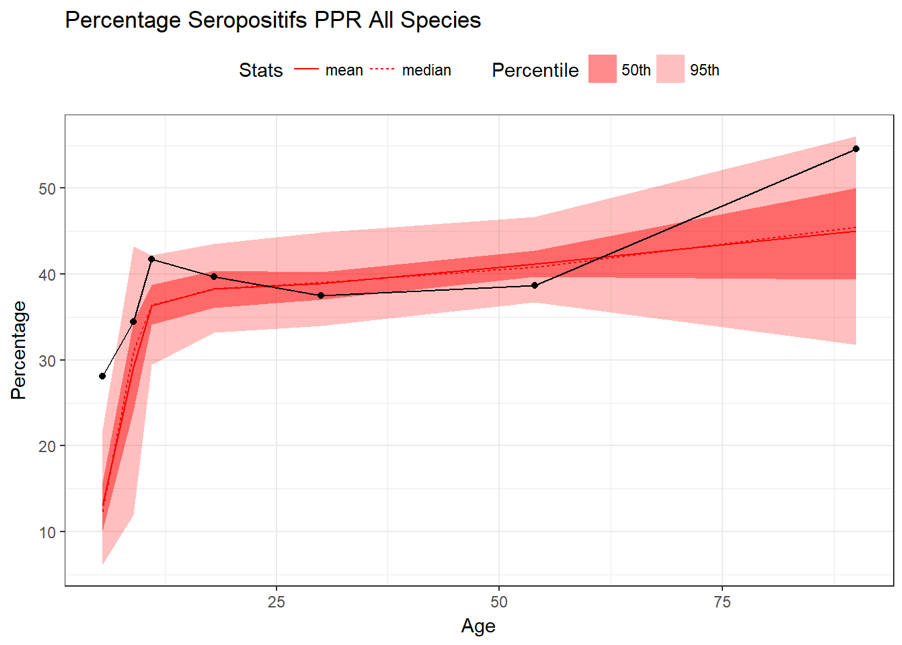 Percentage Seropositifs PPR All Species
Stats mean median Percentile 50th 95th
Percentage
50
40
30
20
10
25 50 75
Age